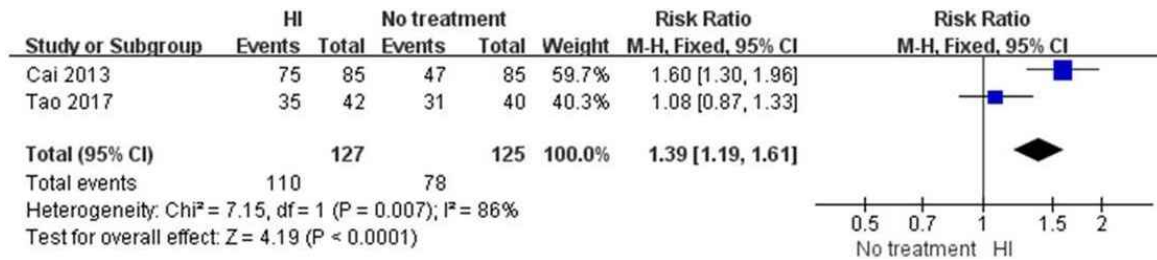 HI No treatment Risk Ratio Risk Ratio
Study or Subgroup Events Total Events Total Weight M-H, Fixed, 95% CI M-H, Fixed, 95% CI
Cai 2013 75 85 47 85 59.7% 1.60 [1.30, 1.96]
Tao 2017 35 42 31 40 40.3% 1.08 [0.87, 1.33]
Total (95% CI) 127 125 100.0% 1.39 [1.19, 1.61]
Total events 110 78
Heterogeneity: Chi² = 7.15, df = 1 (P = 0.007); I² = 86%
Test for overall effect: Z = 4.19 (P < 0.0001)
0.5 0.7 1 1.5 2
No treatment HI